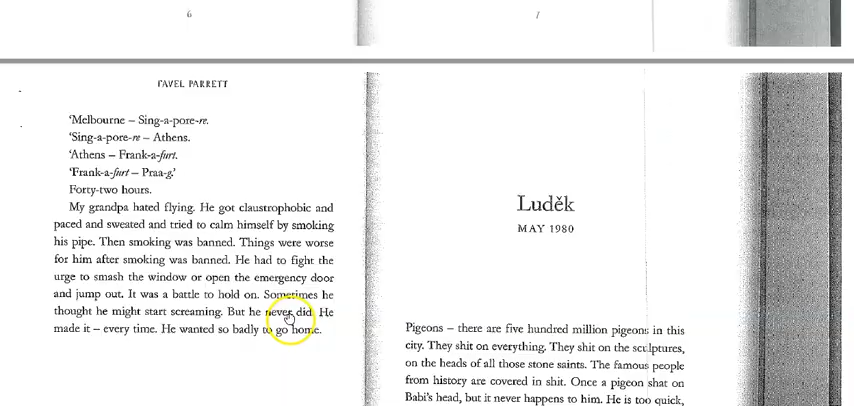 6
7
FAVEL PARRETT
'Melbourne – Sing-a-pore-re.
'Sing-a-pore-re – Athens.
'Athens – Frank-a-furt.
'Frank-a-furt – Praa-g.'
Forty-two hours.
My grandpa hated flying. He got claustrophobic and
paced and sweated and tried to calm himself by smoking
his pipe. Then smoking was banned. Things were worse
for him after smoking was banned. He had to fight the
urge to smash the window or open the emergency door
and jump out. It was a battle to hold on. Sometimes he
thought he might start screaming. But he never did. He
made it – every time. He wanted so badly to go home.
Luděk
MAY 1980
Pigeons – there are five hundred million pigeons in this
city. They shit on everything. They shit on the sculptures,
on the heads of all those stone saints. The famous people
from history are covered in shit. Once a pigeon shat on
Babi's head, but it never happens to him. He is too quick,